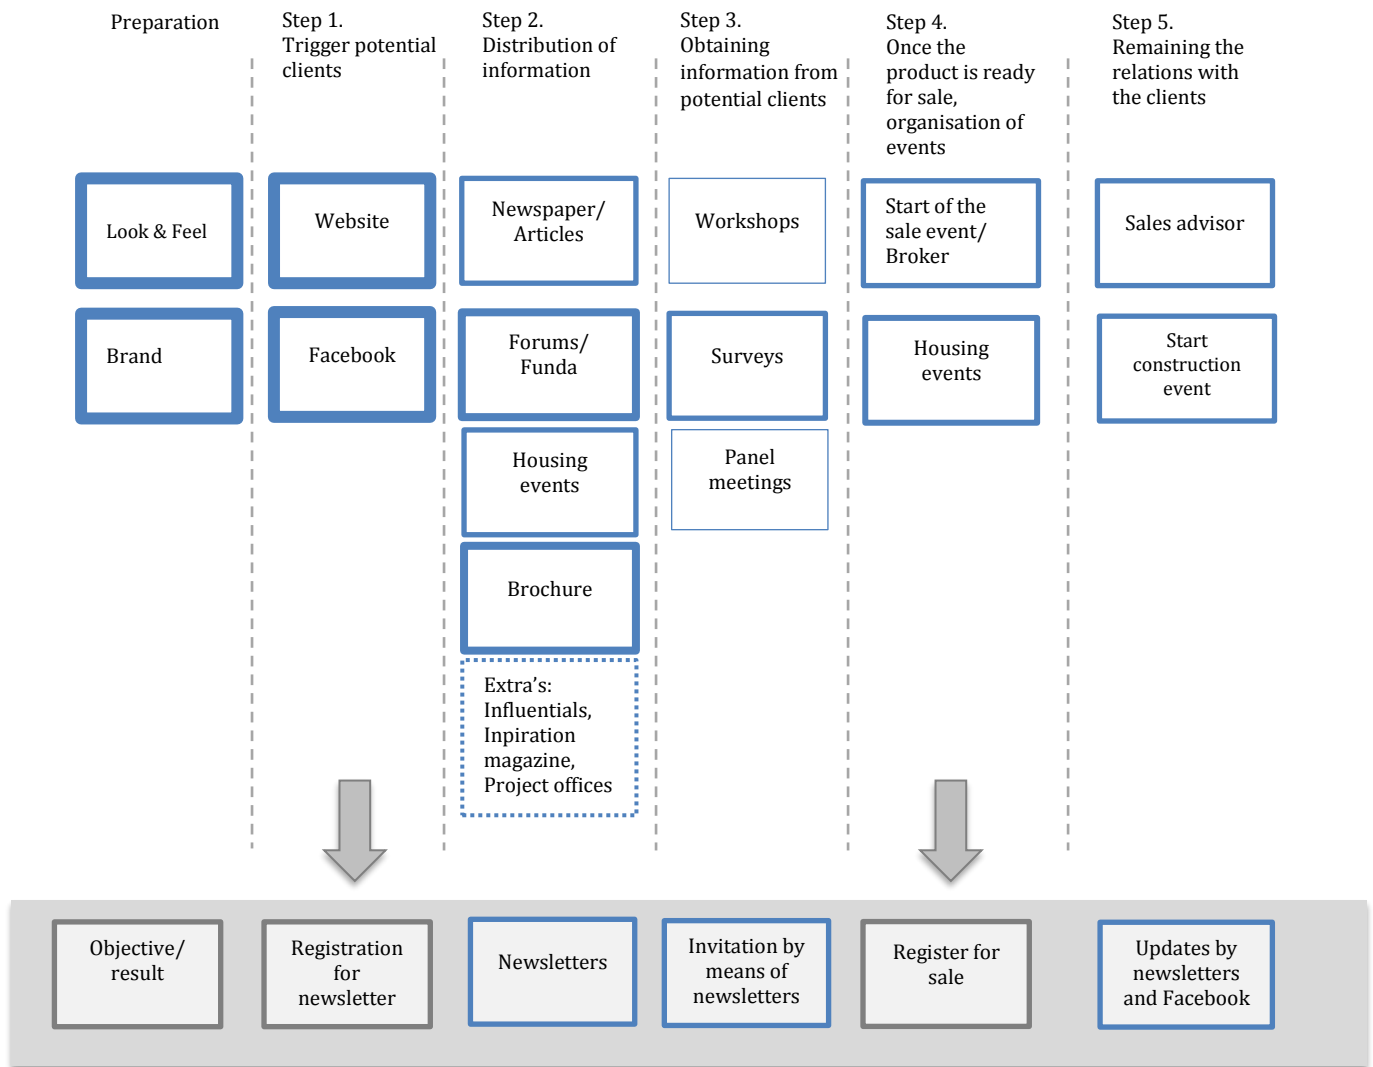 Preparation
Step 1.
Trigger potential
clients
Step 2.
Distribution of
information
Step 3.
Obtaining
information from
potential clients
Step 4.
Once the
product is ready
for sale,
organisation of
events
Step 5.
Remaining the
relations with
the clients
Look & Feel
Brand
Website
Facebook
Newspaper/
Articles
Forums/
Funda
Housing
events
Brochure
Extra’s:
Influentials,
Inpiration
magazine,
Project offices
Workshops
Surveys
Panel
meetings
Start of the
sale event/
Broker
Housing
events
Sales advisor
Start
construction
event
Objective/
result
Registration
for
newsletter
Newsletters
Invitation by
means of
newsletters
Register for
sale
Updates by
newsletters
and Facebook